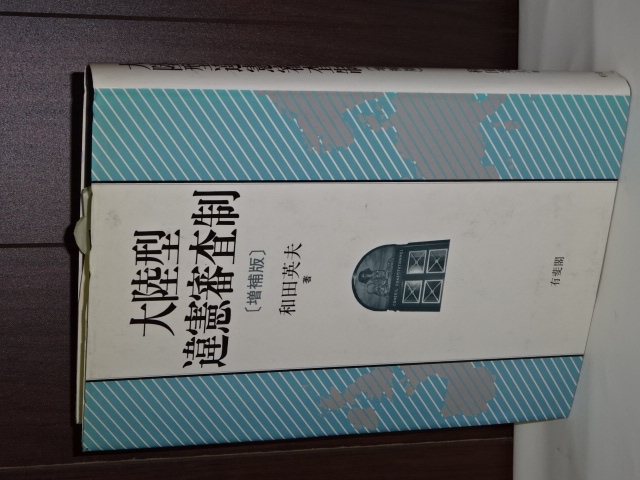 大陸型
違憲審査制
〔増補版〕
和田英夫
著
有斐閣